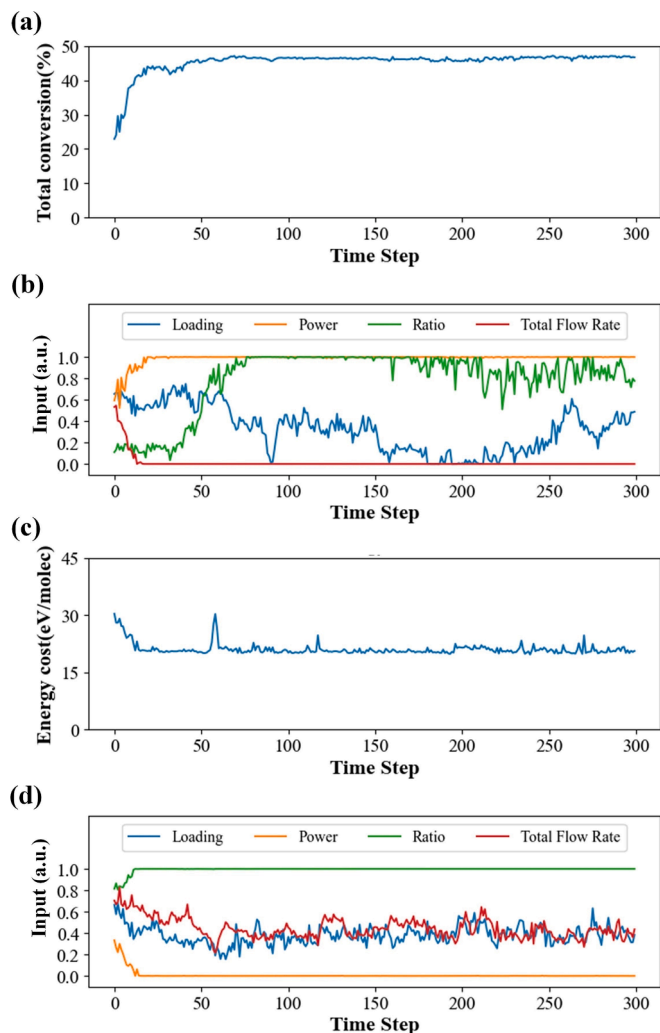 (a)
Total conversion(%)
50
40
30
20
10
0
0 50 100 150 200 250 300
Time Step
(b)
Loading Power Ratio Total Flow Rate
Input (a.u.)
1.0
0.8
0.6
0.4
0.2
0.0
0 50 100 150 200 250 300
Time Step
(c)
Energy cost(eV/molec)
45
30
15
0
0 50 100 150 200 250 300
Time Step
(d)
Loading Power Ratio Total Flow Rate
Input (a.u.)
1.0
0.8
0.6
0.4
0.2
0.0
0 50 100 150 200 250 300
Time Step